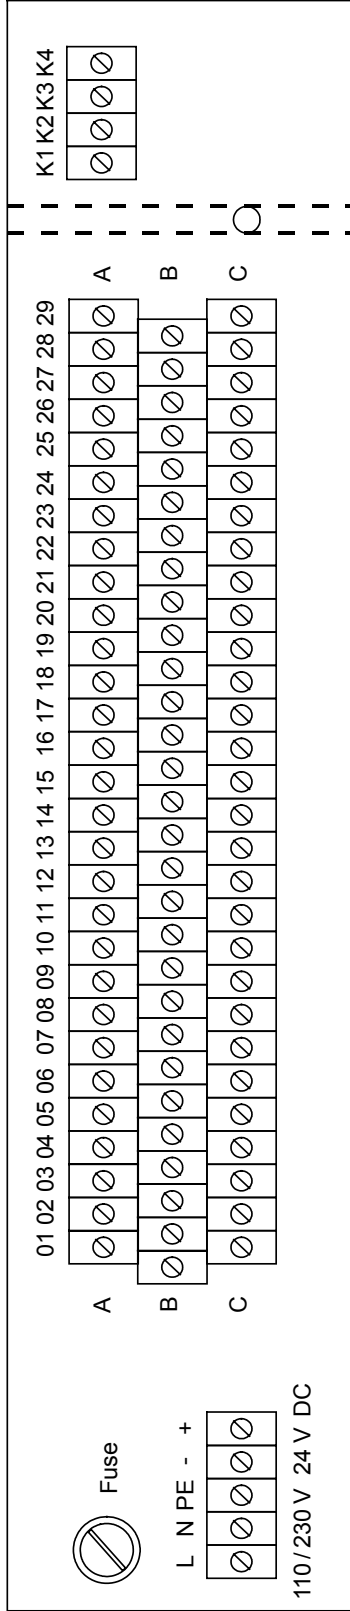 K1 K2 K3 K4
01 02 03 04 05 06 07 08 09 10 11 12 13 14 15 16 17 18 19 20 21 22 23 24 25 26 27 28 29
A A
B B
C C
Fuse
L N PE - +
110/230 V 24 V DC